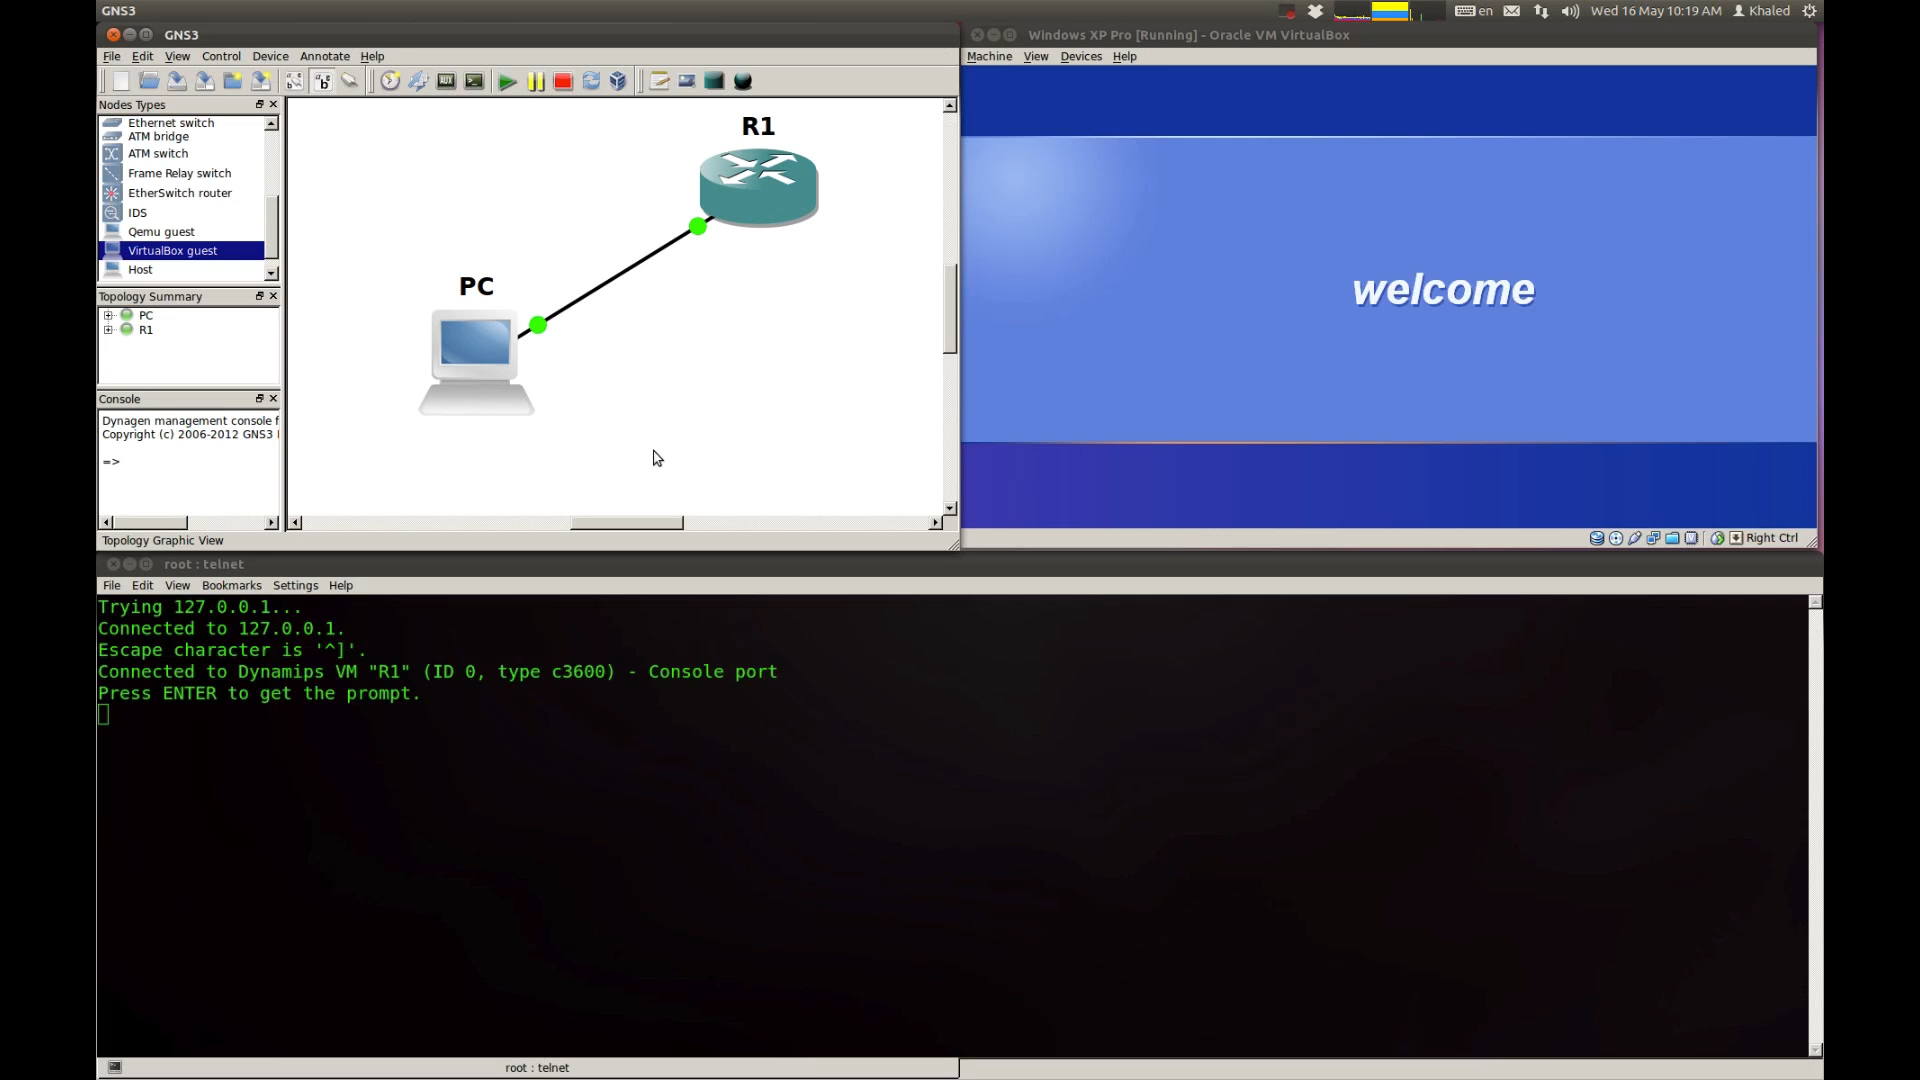 GNS3
en
Wed 16 May 10:19 AM
Khaled
GNS3
File Edit View Control Device Annotate Help
AUX
Nodes Types
Ethernet switch
ATM bridge
ATM switch
Frame Relay switch
EtherSwitch router
IDS
Qemu guest
VirtualBox guest
Host
Topology Summary
PC
R1
Console
Dynagen management console f
Copyright (c) 2006-2012 GNS3
=>
R1
PC
Topology Graphic View
Windows XP Pro [Running] - Oracle VM VirtualBox
Machine View Devices Help
welcome
Right Ctrl
root : telnet
File Edit View Bookmarks Settings Help
Trying 127.0.0.1...
Connected to 127.0.0.1.
Escape character is '^]'.
Connected to Dynamips VM "R1" (ID 0, type c3600) - Console port
Press ENTER to get the prompt.
root : telnet